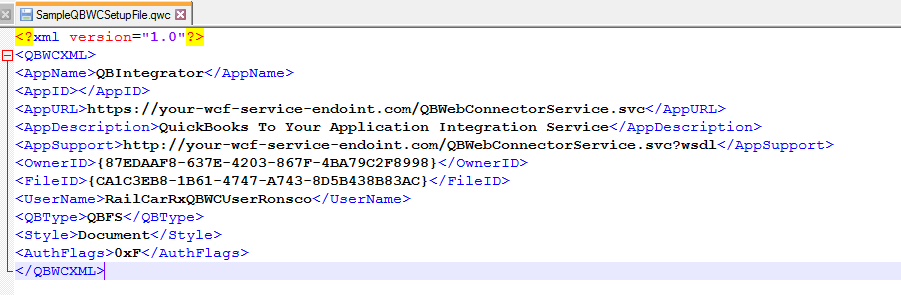 SampleQBWCSetupFile.qwc
<?xml version="1.0"?>
<QBWCXML>
<AppName>QBIntegrator</AppName>
<AppID></AppID>
<AppURL>https://your-wcf-service-endoint.com/QBWebConnectorService.svc</AppURL>
<AppDescription>QuickBooks To Your Application Integration Service</AppDescription>
<AppSupport>http://your-wcf-service-endoint.com/QBWebConnectorService.svc?wsdl</AppSupport>
<OwnerID>{87EDAAF8-637E-4203-867F-4BA79C2F8998}</OwnerID>
<FileID>{CA1C3EB8-1B61-4747-A743-8D5B438B83AC}</FileID>
<UserName>RailCarRxQBWCUserRonsco</UserName>
<QBType>QBFS</QBType>
<Style>Document</Style>
<AuthFlags>0xF</AuthFlags>
</QBWCXML>